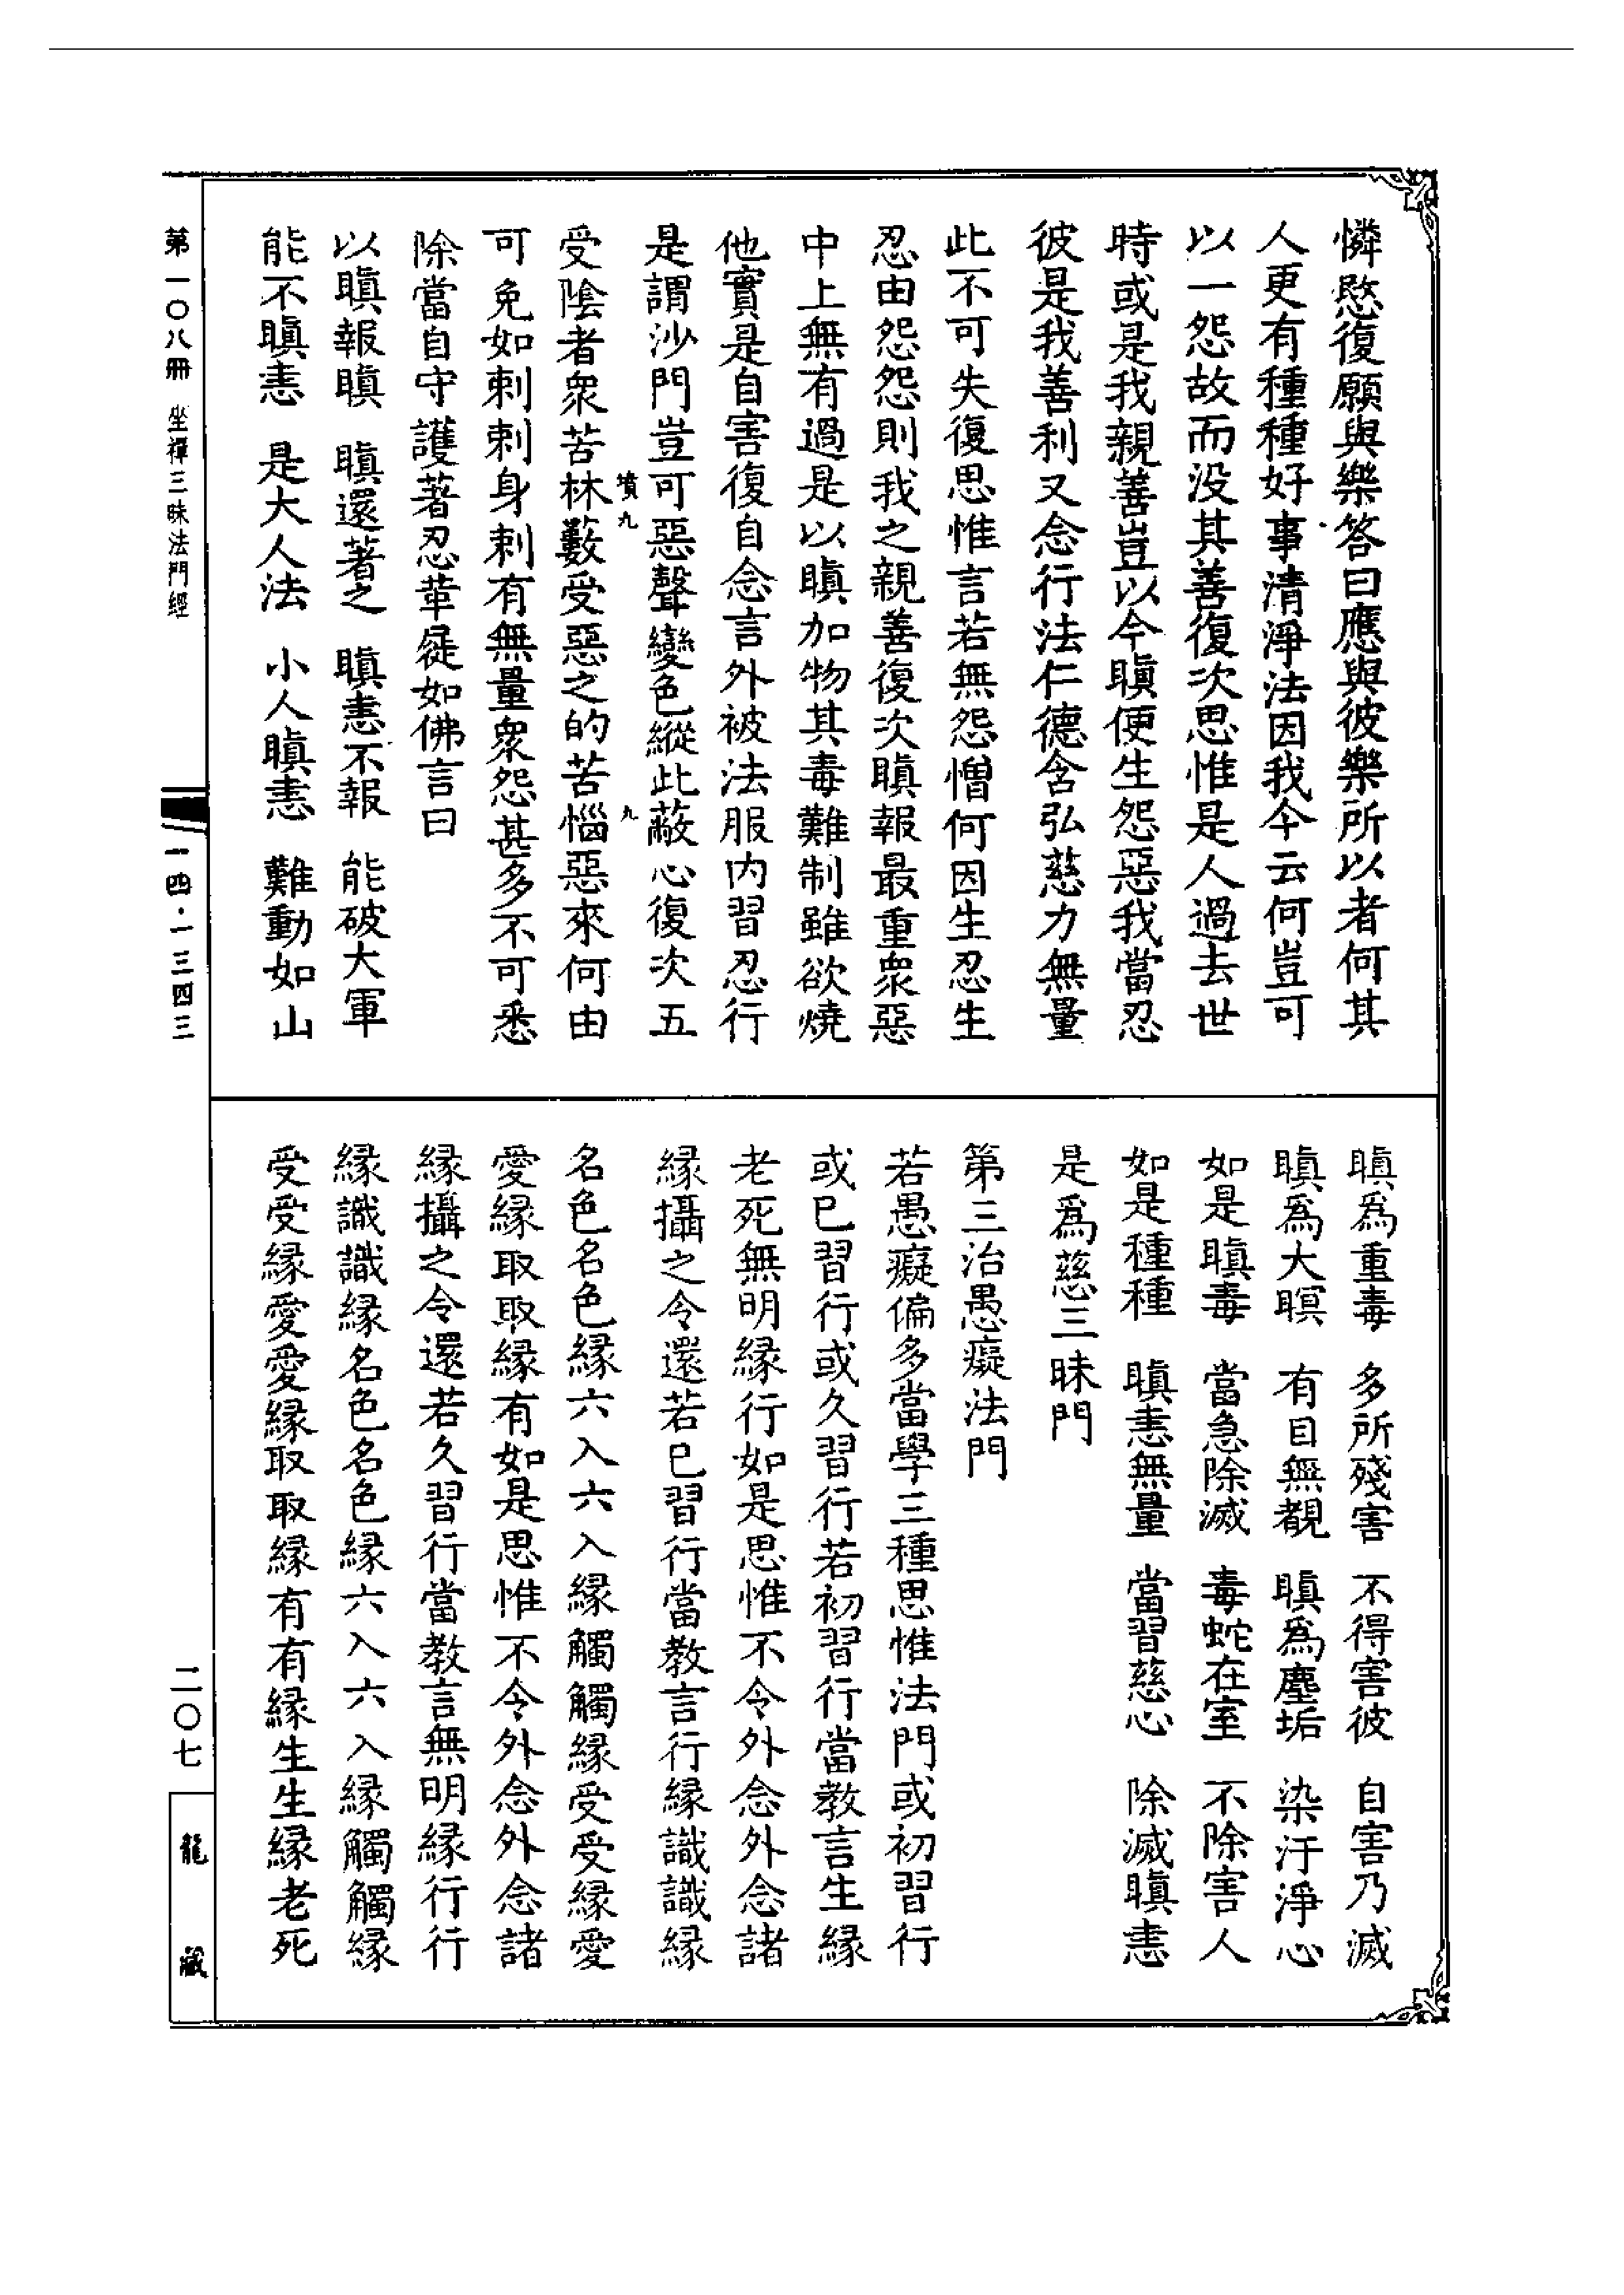 憐愍復願與樂答曰應與彼樂所以者何其
人更有種種好事清淨法因我今云何豈可
以一怨故而没其善復次思惟是人過去世
時或是我親善豈以今瞋便生怨惡我當忍
彼是我善利又念行法仁德含弘慈力無量
此不可失復思惟言若無怨憎何因生忍生
忍由怨怨則我之親善復次瞋報最重衆惡
中上無有過是以瞋加物其毒難制雖欲燒
他實是自害復自念言外被法服内習忍行
是謂沙門豈可惡聲變色縱此蔽心復次五
受陰者衆苦林藪受惡之的苦惱惡來何由
墳九
九
可免如刺刺身刺有無量衆怨甚多不可悉
除當自守護著忍革屣如佛言曰
以瞋報瞋　瞋還著之　瞋恚不報　能破大軍
能不瞋恚　是大人法　小人瞋恚　難動如山
瞋爲重毒　多所殘害　不得害彼　自害乃滅
瞋爲大瞑　有目無覩　瞋爲塵垢　染汙淨心
如是瞋毒　當急除滅　毒蛇在室　不除害人
如是種種　瞋恚無量　當習慈心　除滅瞋恚
是爲慈三昧門
第三治愚癡法門
若愚癡偏多當學三種思惟法門或初習行
或已習行或久習行若初習行當教言生緣
老死無明緣行如是思惟不令外念外念諸
緣攝之令還若已習行當教言行緣識識緣
名色名色緣六入六入緣觸觸緣受受緣愛
愛緣取取緣有如是思惟不令外念外念諸
緣攝之令還若久習行當教言無明緣行行
緣識識緣名色名色緣六入六入緣觸觸緣
受受緣愛愛緣取取緣有有緣生生緣老死
第一〇八冊　坐禪三昧法門經
一四·一三四三
二〇七
龍藏